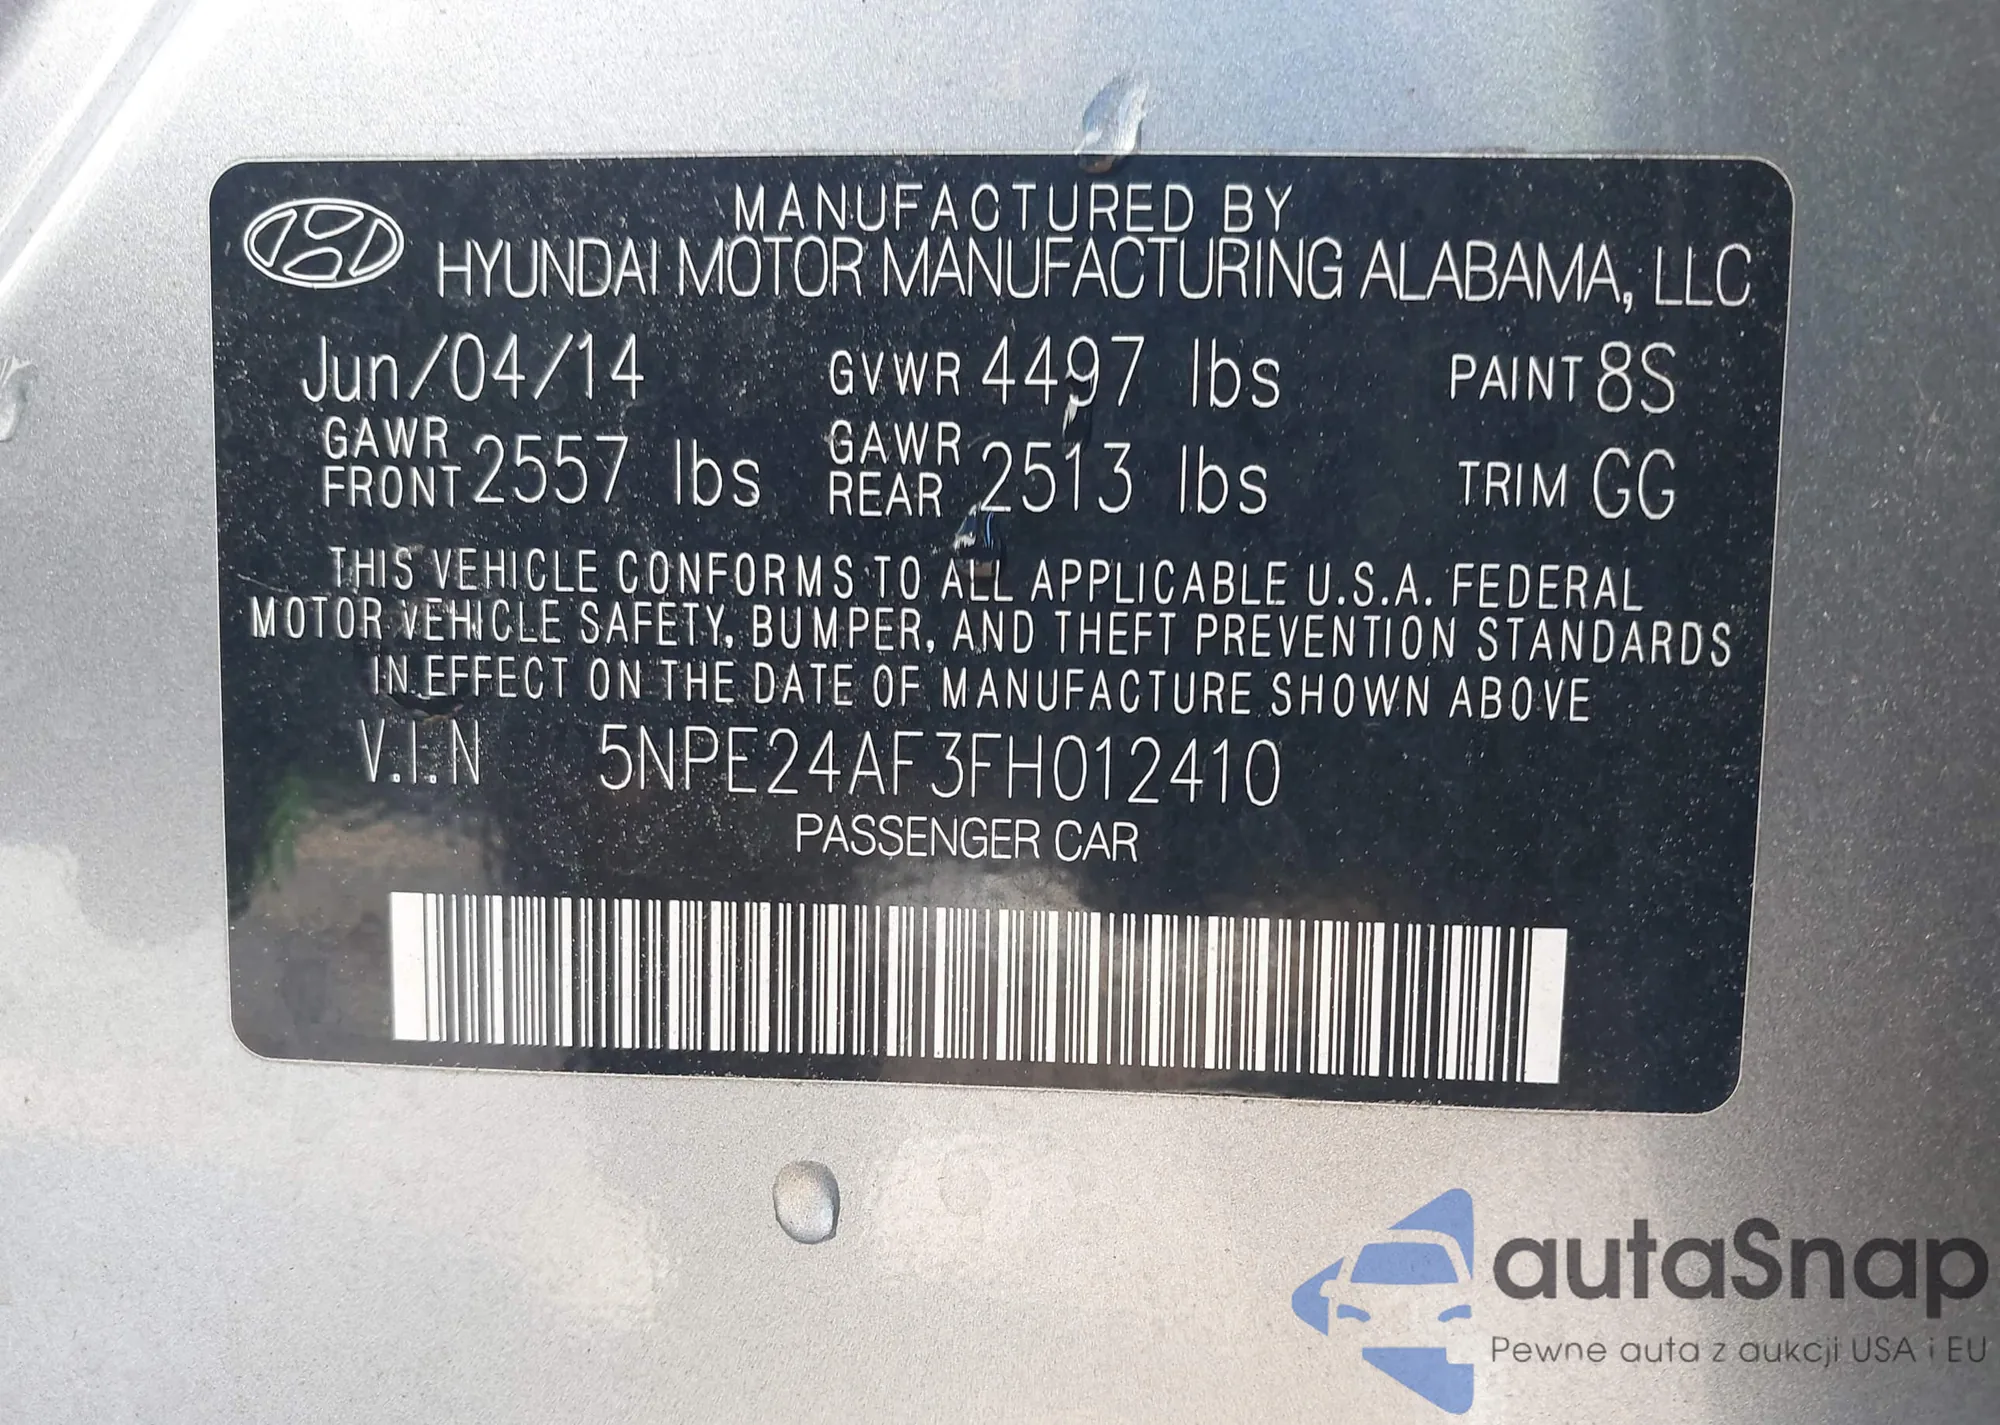 MANUFACTURED BY
HYUNDAI MOTOR MANUFACTURING ALABAMA, LLC
Jun/04/14 GVWR 4497 lbs PAINT 8S
GAWR FRONT 2557 lbs GAWR REAR 2513 lbs TRIM GG
THIS VEHICLE CONFORMS TO ALL APPLICABLE U.S.A. FEDERAL
MOTOR VEHICLE SAFETY, BUMPER, AND THEFT PREVENTION STANDARDS
IN EFFECT ON THE DATE OF MANUFACTURE SHOWN ABOVE
V.I.N 5NPE24AF3FH012410
PASSENGER CAR
autaSnap
Pewne auta z aukcji USA i EU